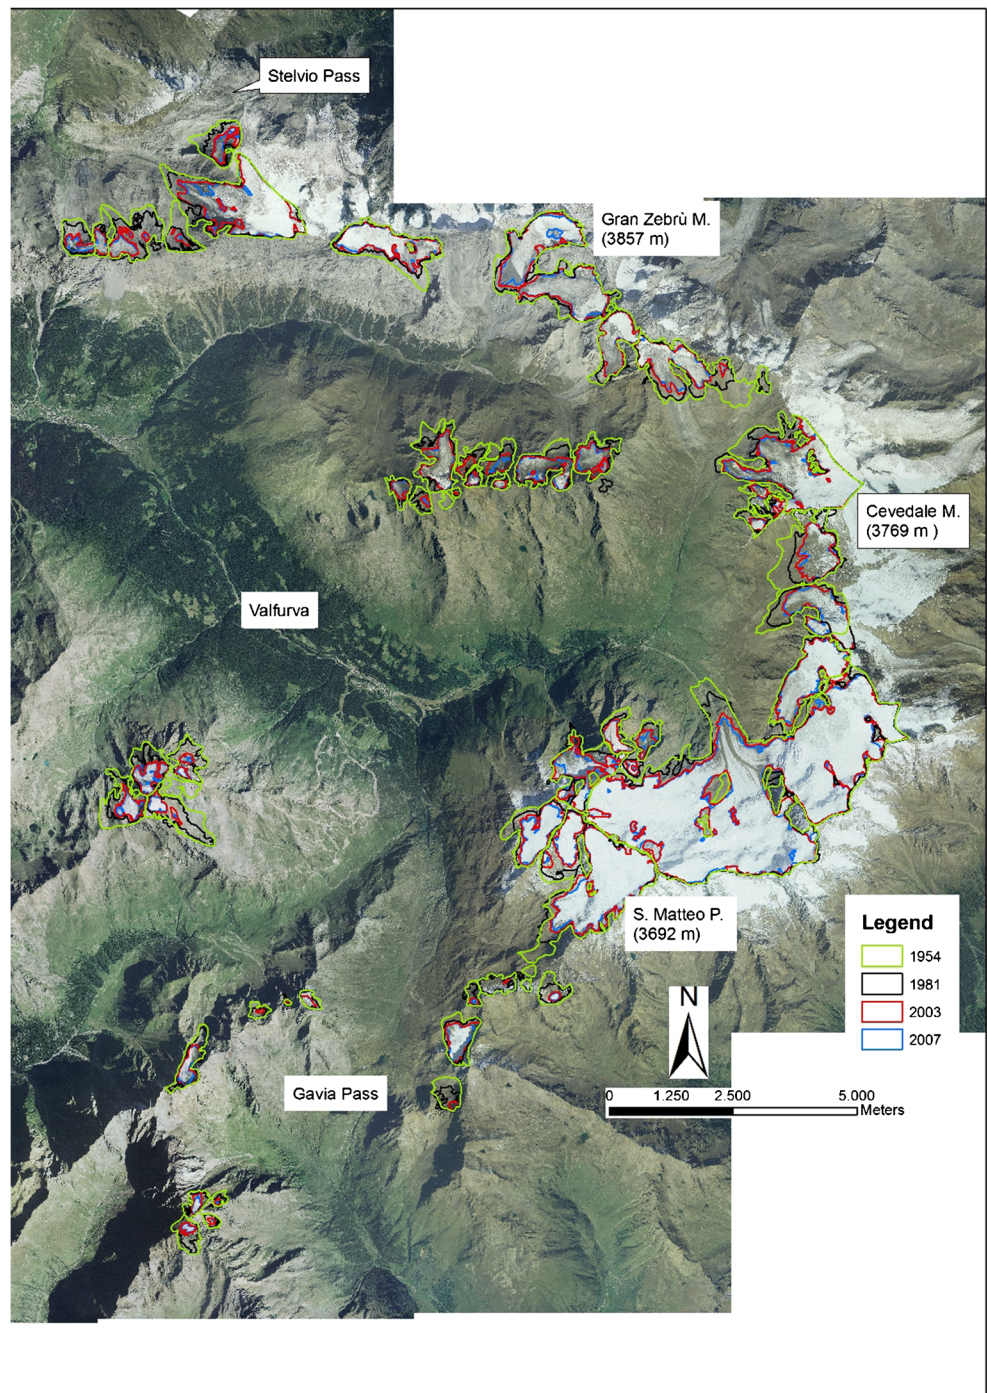 Stelvio Pass
Gran Zebrù M.
(3857 m)
Cevedale M.
(3769 m )
Valfurva
S. Matteo P.
(3692 m)
Legend
1954
1981
2003
2007
N
Gavia Pass
0 1.250 2.500 5.000
Meters